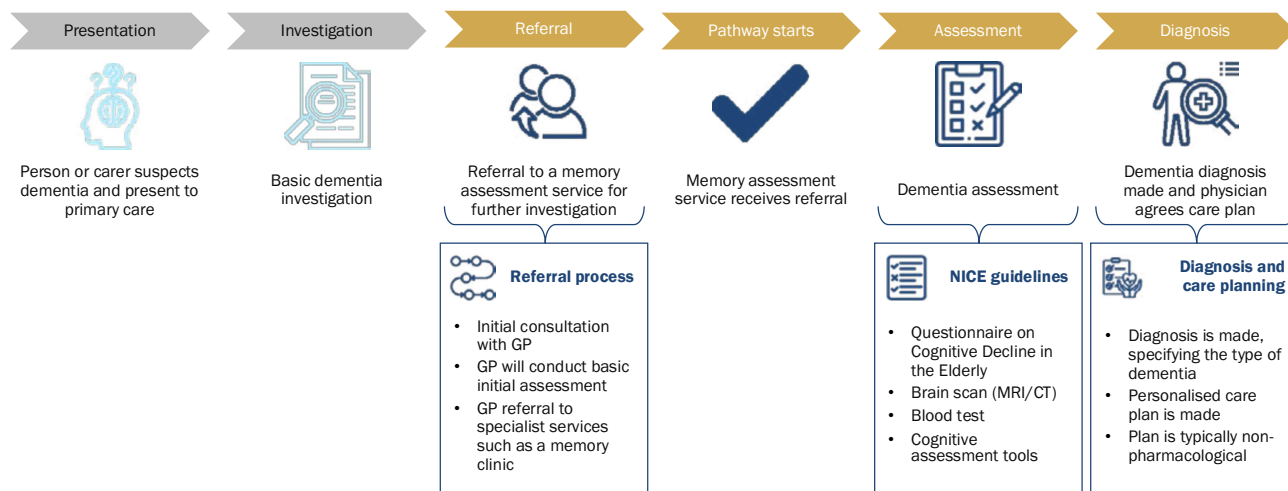 Presentation
Investigation
Referral
Pathway starts
Assessment
Diagnosis
Person or carer suspects
dementia and present to
primary care
Basic dementia
investigation
Referral to a memory
assessment service for
further investigation
Memory assessment
service receives referral
Dementia assessment
Dementia diagnosis
made and physician
agrees care plan
Referral process
• Initial consultation
with GP
• GP will conduct basic
initial assessment
• GP referral to
specialist services
such as a memory
clinic
NICE guidelines
• Questionnaire on
Cognitive Decline in
the Elderly
• Brain scan (MRI/CT)
• Blood test
• Cognitive
assessment tools
Diagnosis and
care planning
• Diagnosis is made,
specifying the type of
dementia
• Personalised care
plan is made
• Plan is typically non-
pharmacological